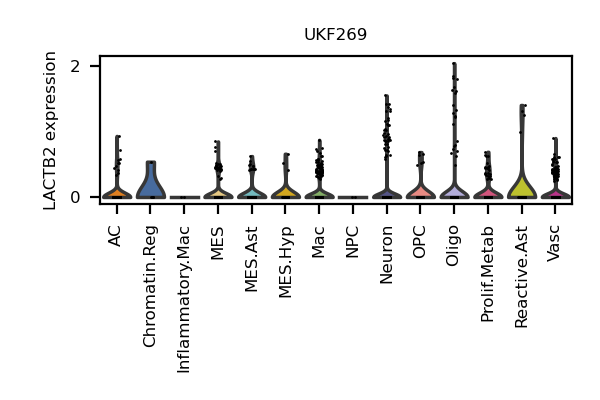 UKF269
LACTB2 expression
2
0
AC
Chromatin.Reg
Inflammatory.Mac
MES
MES.Ast
MES.Hyp
Mac
NPC
Neuron
OPC
Oligo
Prolif.Metab
Reactive.Ast
Vasc